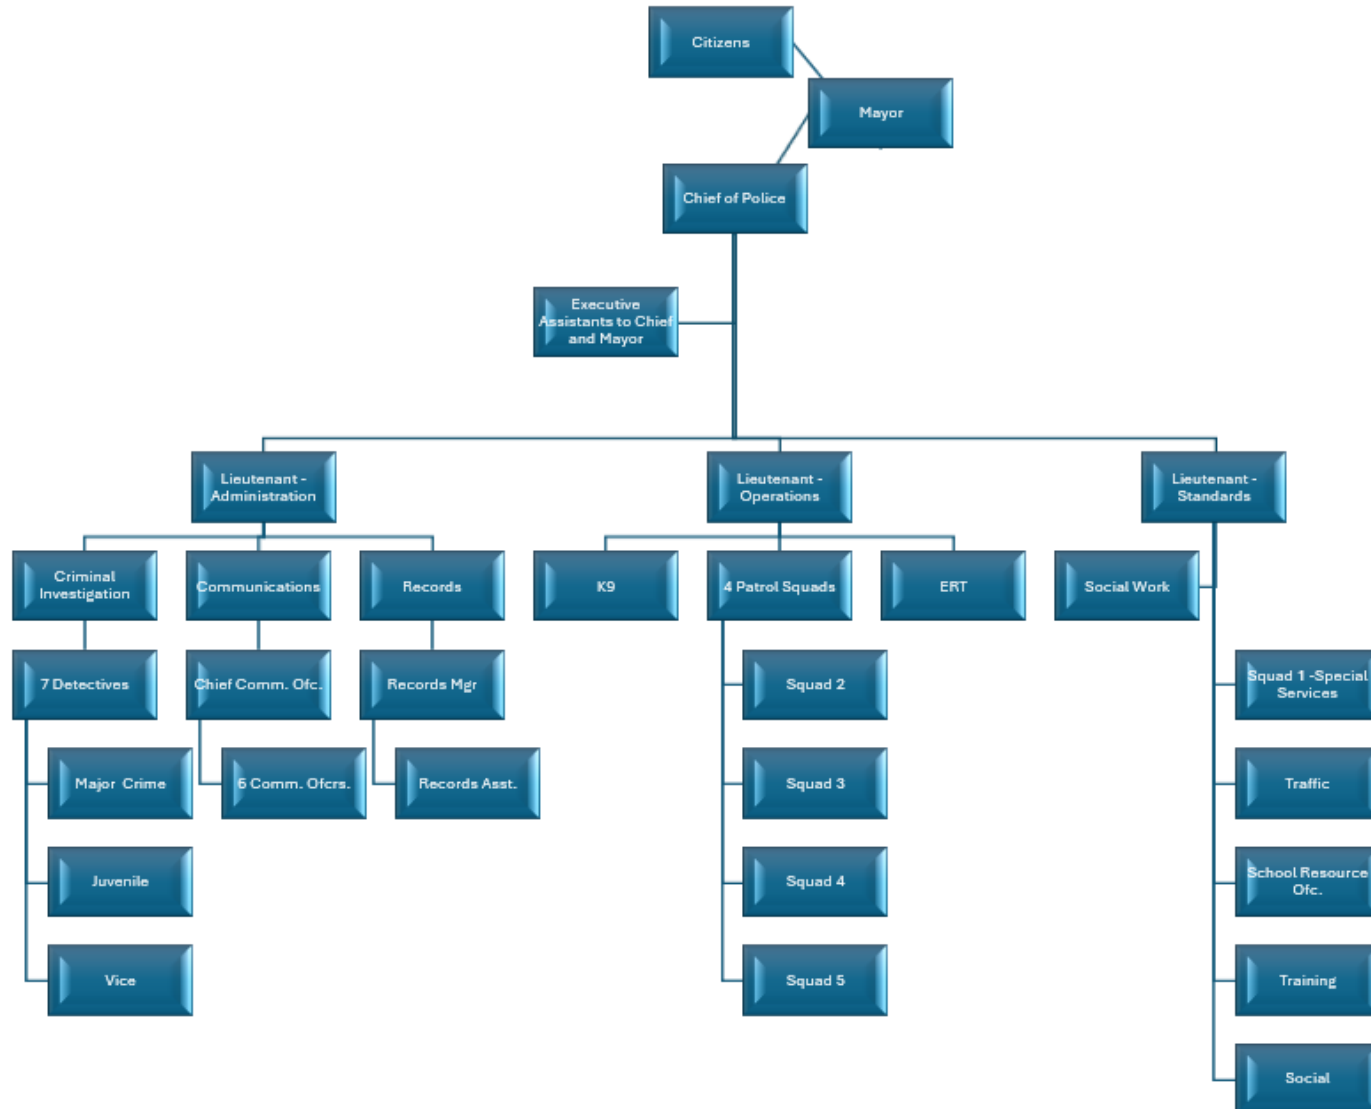 Citizens
Mayor
Chief of Police
Executive
Assistants to Chief
and Mayor
Lieutenant -
Administration
Lieutenant -
Operations
Lieutenant -
Standards
Criminal
Investigation
Communications
Records
K9
4 Patrol Squads
ERT
Social Work
7 Detectives
Chief Comm. Ofc.
Records Mgr
Squad 2
Squad 1 -Special
Services
Major Crime
6 Comm. Ofcrs.
Records Asst.
Squad 3
Traffic
Juvenile
Squad 4
School Resource
Ofc.
Vice
Squad 5
Training
Social